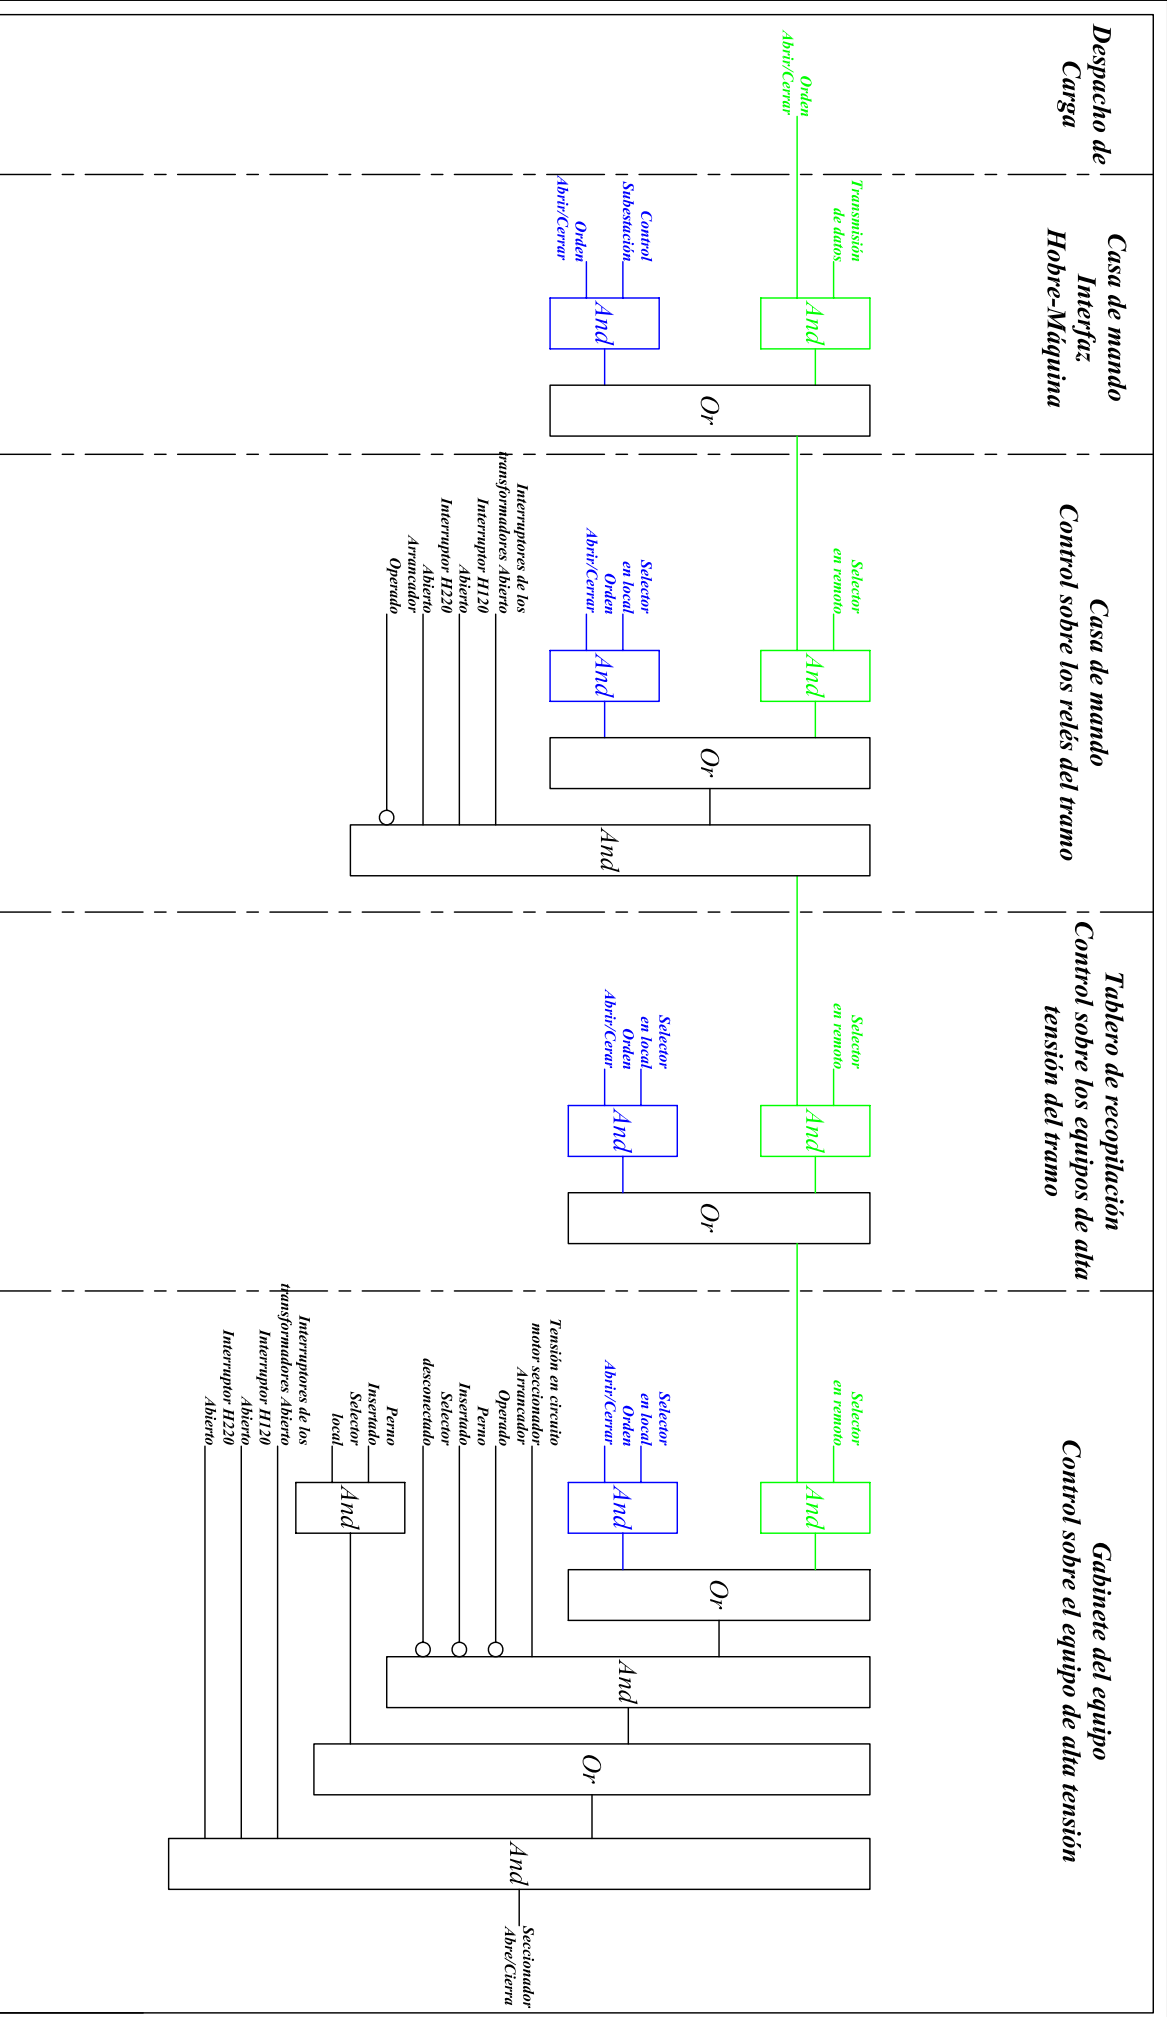 Despacho de
Carga
Orden
Abrir/Cerrar
Casa de mando
Interfaz
Hobre-Máquina
Transmisión
de datos
And
Control
Subestación
Orden
Abrir/Cerrar
And
Or
Casa de mando
Control sobre los relés del tramo
Selector
en remoto
And
Selector
en local
Orden
Abrir/Cerrar
And
Or
Interruptores de los
transformadores Abierto
Interruptor H120
Abierto
Interruptor H220
Abierto
Arrancador
Operado
And
Tablero de recopilación
Control sobre los equipos de alta
tensión del tramo
Selector
en remoto
And
Selector
en local
Orden
Abrir/Cerar
And
Or
Gabinete del equipo
Control sobre el equipo de alta tensión
Selector
en remoto
And
Selector
en local
Orden
Abrir/Cerrar
And
Or
Tensión en circuito
motor seccionador
Arrancador
Operado
Perno
Insertado
Selector
desconectado
And
Perno
Insertado
Selector
local
And
Or
Interruptores de los
transformadores Abierto
Interruptor H120
Abierto
Interruptor H220
Abierto
And
Seccionador
Abre/Cierra